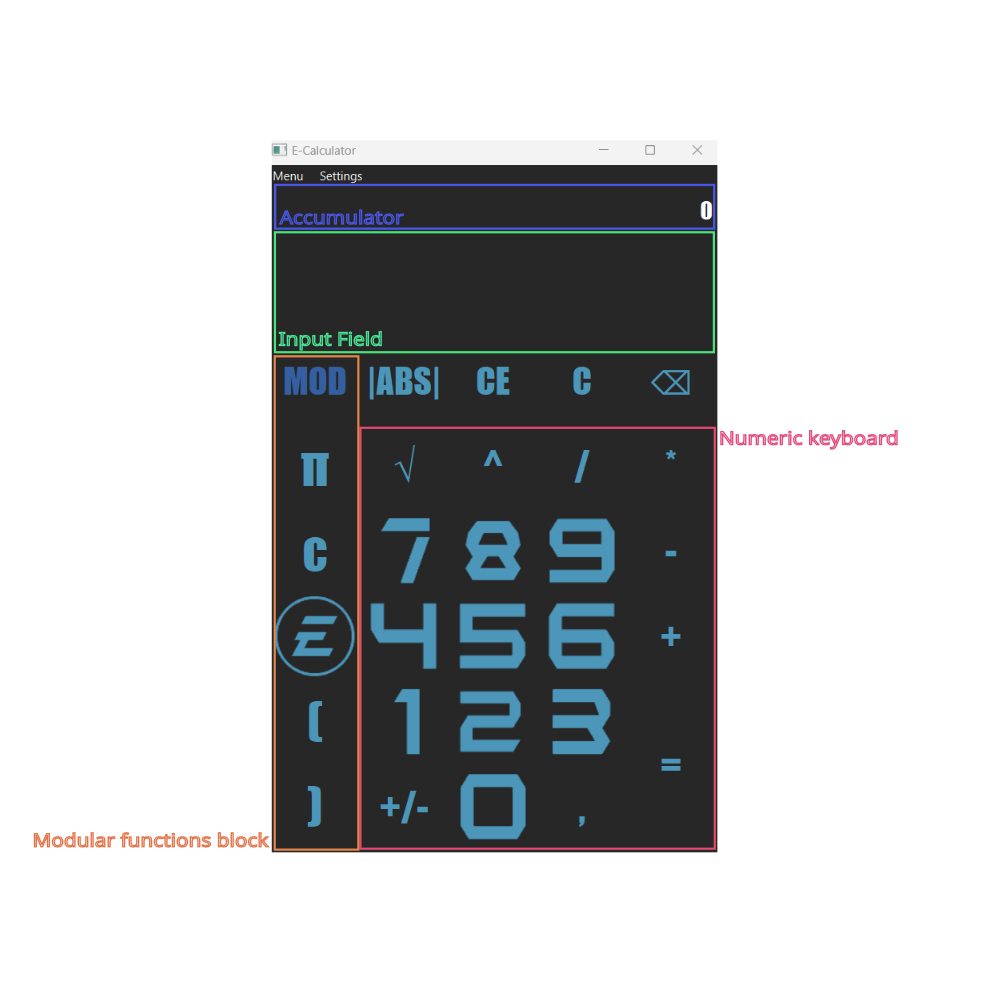 E-Calculator
Menu Settings
0
Accumulator
Input Field
MOD |ABS| CE C ⌫
Numeric keyboard
π √ ^ / *
C 7 8 9 -
E 4 5 6 +
( 1 2 3
=
) +/- 0 ,
Modular functions block